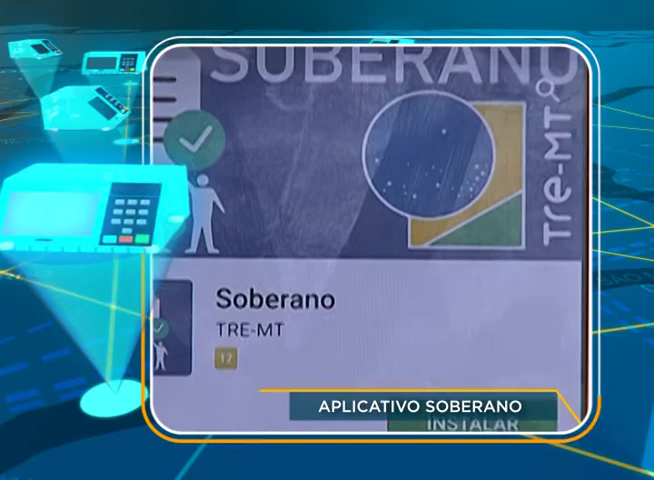 SOBERANO
Tre-MT
Soberano
TRE-MT
12
APLICATIVO SOBERANO
INSTALAR